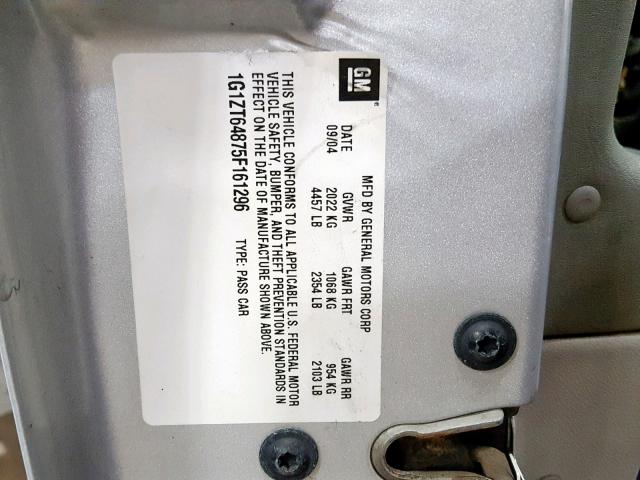 GM
MFD BY GENERAL MOTORS CORP
DATE GVWR GAWR FRT GAWR RR
09/04 2022 KG 1068 KG 954 KG
4457 LB 2354 LB 2103 LB
THIS VEHICLE CONFORMS TO ALL APPLICABLE U.S. FEDERAL MOTOR
VEHICLE SAFETY, BUMPER, AND THEFT PREVENTION STANDARDS IN
EFFECT ON THE DATE OF MANUFACTURE SHOWN ABOVE.
1G1ZT64875F161296 TYPE: PASS CAR